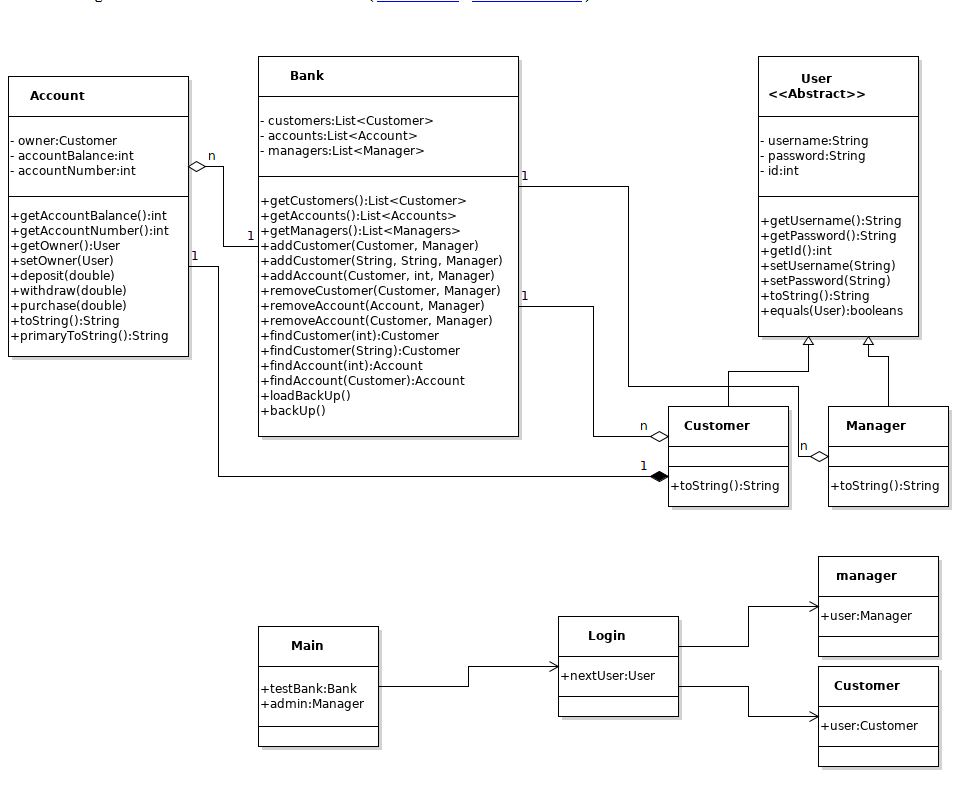 Account
- owner:Customer
- accountBalance:int
- accountNumber:int
+getAccountBalance():int
+getAccountNumber():int
+getOwner():User
+setOwner(User)
+deposit(double)
+withdraw(double)
+purchase(double)
+toString():String
+primaryToString():String
n
1
1
Bank
- customers:List<Customer>
- accounts:List<Account>
- managers:List<Manager>
+getCustomers():List<Customer>
+getAccounts():List<Accounts>
+getManagers():List<Managers>
+addCustomer(Customer, Manager)
+addCustomer(String, String, Manager)
+addAccount(Customer, int, Manager)
+removeCustomer(Customer, Manager)
+removeAccount(Account, Manager)
+removeAccount(Customer, Manager)
+findCustomer(int):Customer
+findCustomer(String):Customer
+findAccount(int):Account
+findAccount(Customer):Account
+loadBackUp()
+backUp()
1
1
User
<<Abstract>>
- username:String
- password:String
- id:int
+getUsername():String
+getPassword():String
+getId():int
+setUsername(String)
+setPassword(String)
+toString():String
+equals(User):booleans
n
1
Customer
+toString():String
n
Manager
+toString():String
Main
+testBank:Bank
+admin:Manager
Login
+nextUser:User
manager
+user:Manager
Customer
+user:Customer